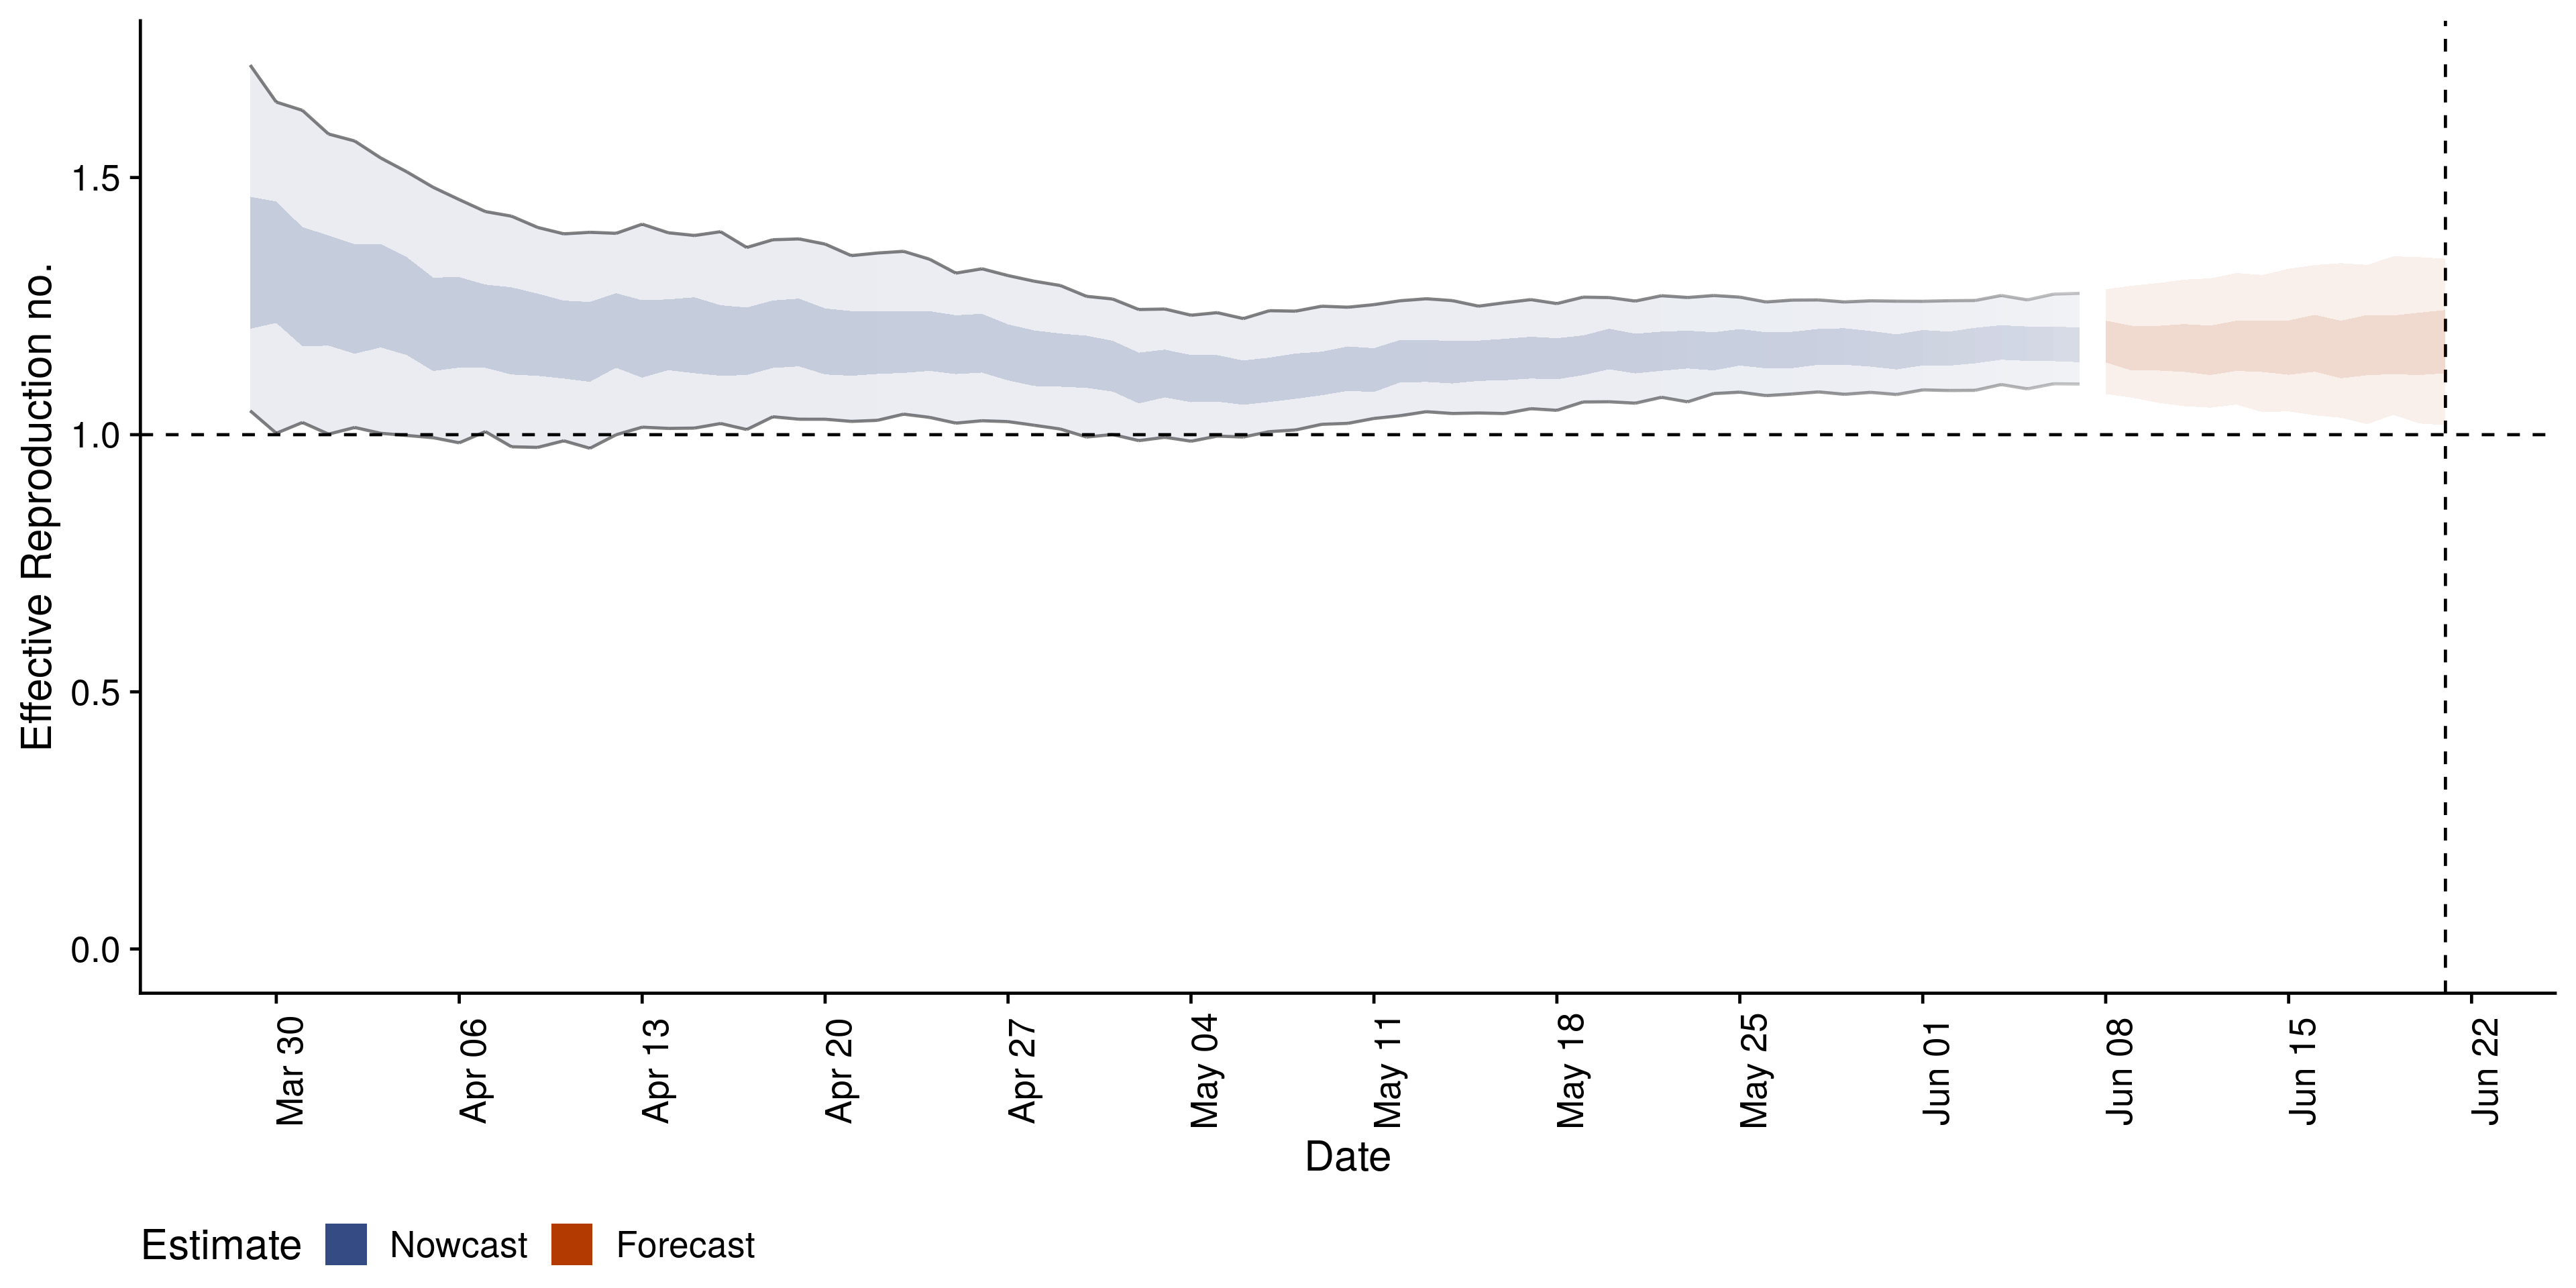 Effective Reproduction no.
1.5
1.0
0.5
0.0
Mar 30
Apr 06
Apr 13
Apr 20
Apr 27
May 04
May 11
May 18
May 25
Jun 01
Jun 08
Jun 15
Jun 22
Date
Estimate Nowcast Forecast